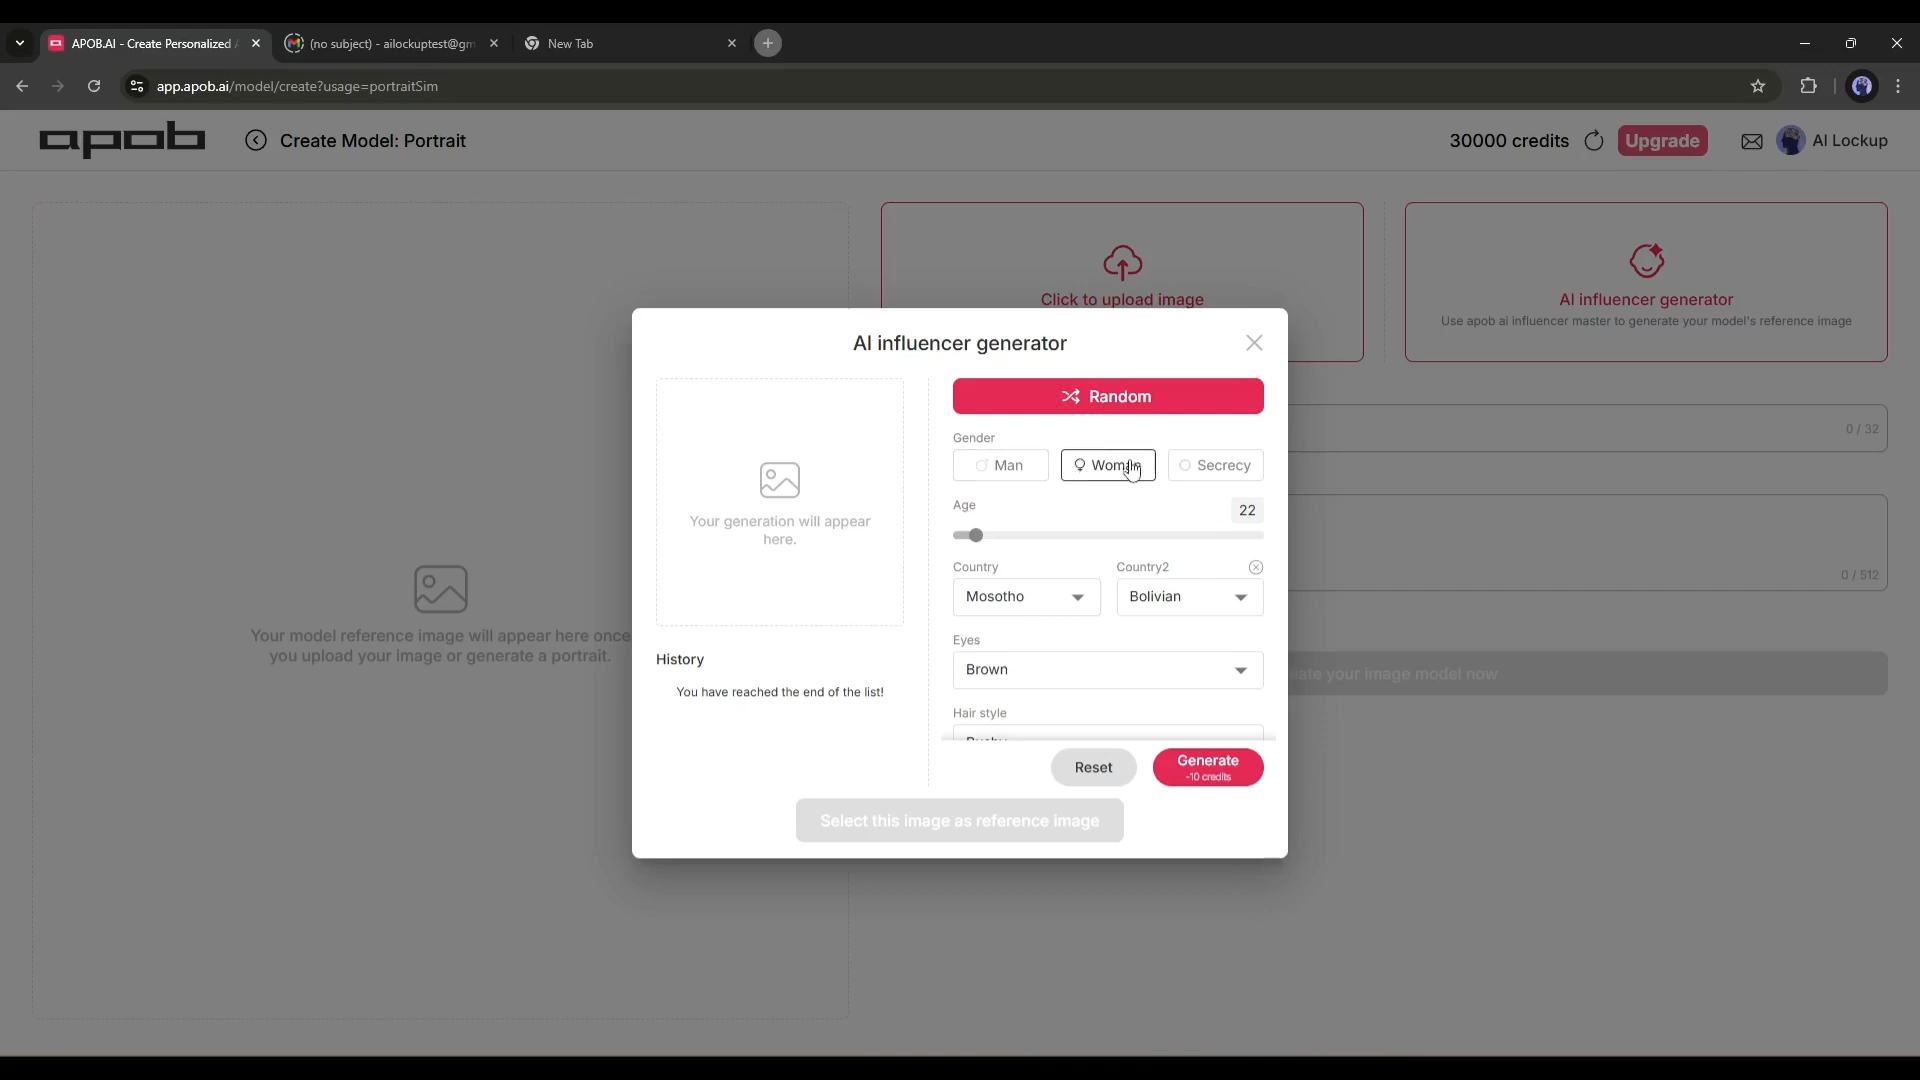 APOB.AI - Create Personalized
(no subject) - ailockuptest@gm
New Tab
app.apob.ai/model/create?usage=portraitSim
apob
Create Model: Portrait
30000 credits
Upgrade
AI Lockup
Click to upload image
AI influencer generator
Use apob ai influencer master to generate your model's reference image
0 / 32
0 / 512
Your model reference image will appear here once
you upload your image or generate a portrait.
your image model now
AI influencer generator
Your generation will appear
here.
History
You have reached the end of the list!
Random
Gender
Man
Woman
Secrecy
Age
22
Country
Country2
Mosotho
Bolivian
Eyes
Brown
Hair style
Reset
Generate
-10 credits
Select this image as reference image